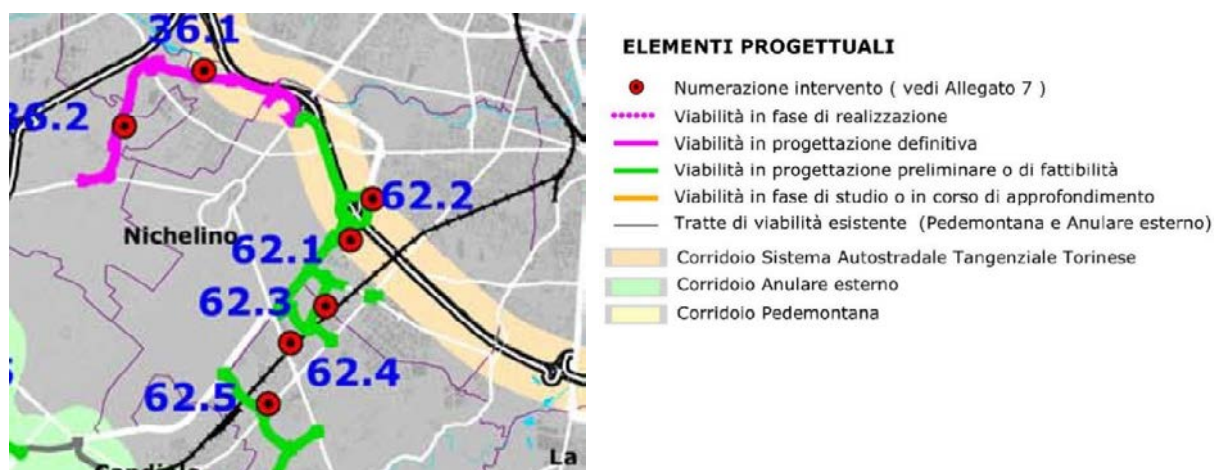 36.1
36.2
62.2
Nichelino
62.1
62.3
62.4
62.5
Candiolo
La
ELEMENTI PROGETTUALI
Numerazione intervento ( vedi Allegato 7 )
Viabilità in fase di realizzazione
Viabilità in progettazione definitiva
Viabilità in progettazione preliminare o di fattibilità
Viabilità in fase di studio o in corso di approfondimento
Tratte di viabilità esistente (Pedemontana e Anulare esterno)
Corridoio Sistema Autostradale Tangenziale Torinese
Corridoio Anulare esterno
Corridoio Pedemontana